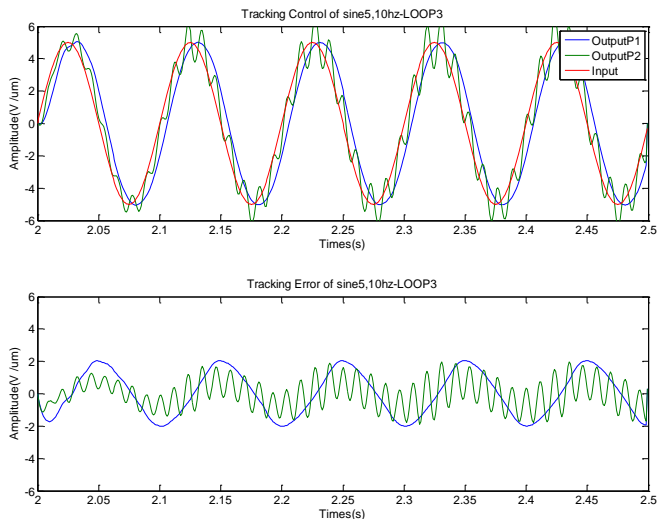 Tracking Control of sine5,10hz-LOOP3
Amplitude(V /um)
6
4
2
0
-2
-4
-6
OutputP1
OutputP2
Input
2 2.05 2.1 2.15 2.2 2.25 2.3 2.35 2.4 2.45 2.5
Times(s)
Tracking Error of sine5,10hz-LOOP3
Amplitude(V /um)
6
4
2
0
-2
-4
-6
2 2.05 2.1 2.15 2.2 2.25 2.3 2.35 2.4 2.45 2.5
Times(s)